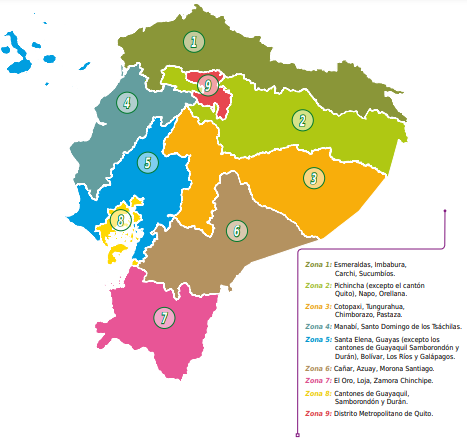 1
9
4
2
5
3
8
6
7
Zona 1: Esmeraldas, Imbabura,
Carchi, Sucumbios.
Zona 2: Pichincha (excepto el cantón
Quito), Napo, Orellana.
Zona 3: Cotopaxi, Tungurahua,
Chimborazo, Pastaza.
Zona 4: Manabí, Santo Domingo de los Tsáchilas.
Zona 5: Santa Elena, Guayas (excepto los
cantones de Guayaquil Samborondón y
Durán), Bolívar, Los Ríos y Galápagos.
Zona 6: Cañar, Azuay, Morona Santiago.
Zona 7: El Oro, Loja, Zamora Chinchipe.
Zona 8: Cantones de Guayaquil,
Samborondón y Durán.
Zona 9: Distrito Metropolitano de Quito.